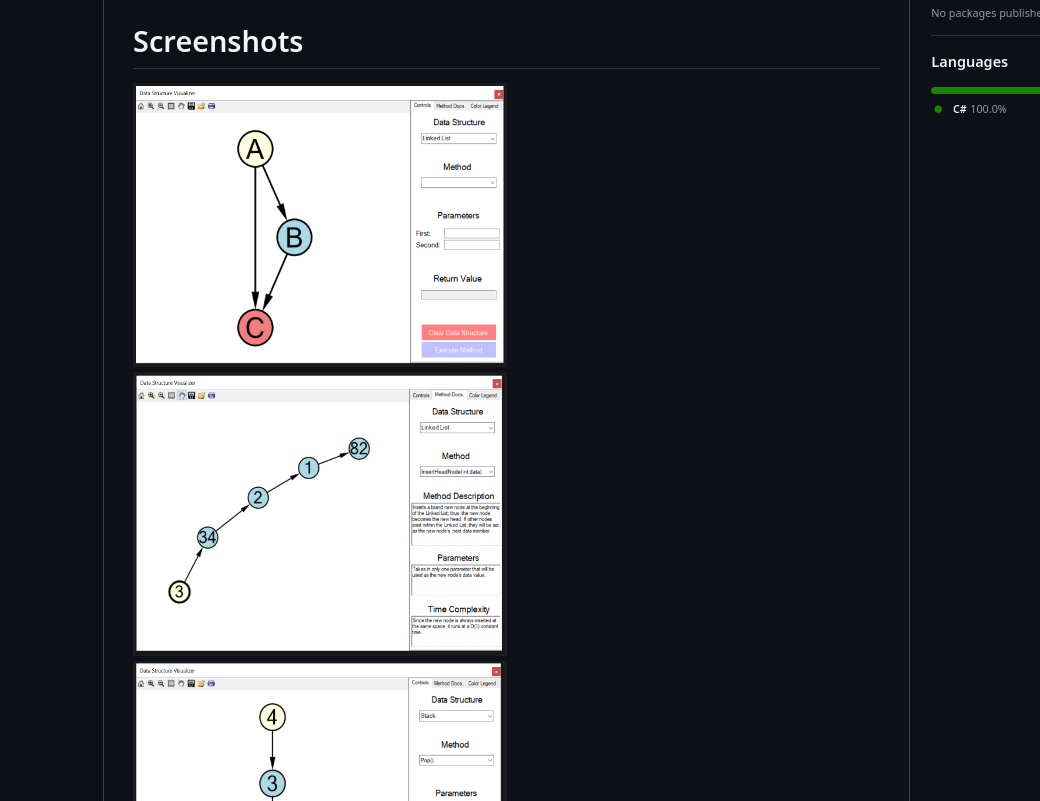 No packages publishe
Screenshots
Languages
C# 100.0%
Data Structure Visualizer
Controls Method Docs. Color Legend
Data Structure
Linked List
Method
Parameters
First:
Second:
Return Value
Clear Data Structure
Execute Method
A
B
C
Data Structure Visualizer
Controls Method Docs. Color Legend
Data Structure
Linked List
Method
InsertHeadNode(int data)
Method Description
Inserts a brand new node at the beginning
of the Linked List; thus, the new node
becomes the new head. If other nodes
exist within the Linked List, they will be set
as the new node's next data member.
Parameters
Takes in only one parameter that will be
used as the new node's data value.
Time Complexity
Since the new node is always inserted at
the same space, it runs at a O(1) constant
time.
82
1
2
34
3
Data Structure Visualizer
Controls Method Docs. Color Legend
Data Structure
Stack
Method
Pop()
Parameters
4
3